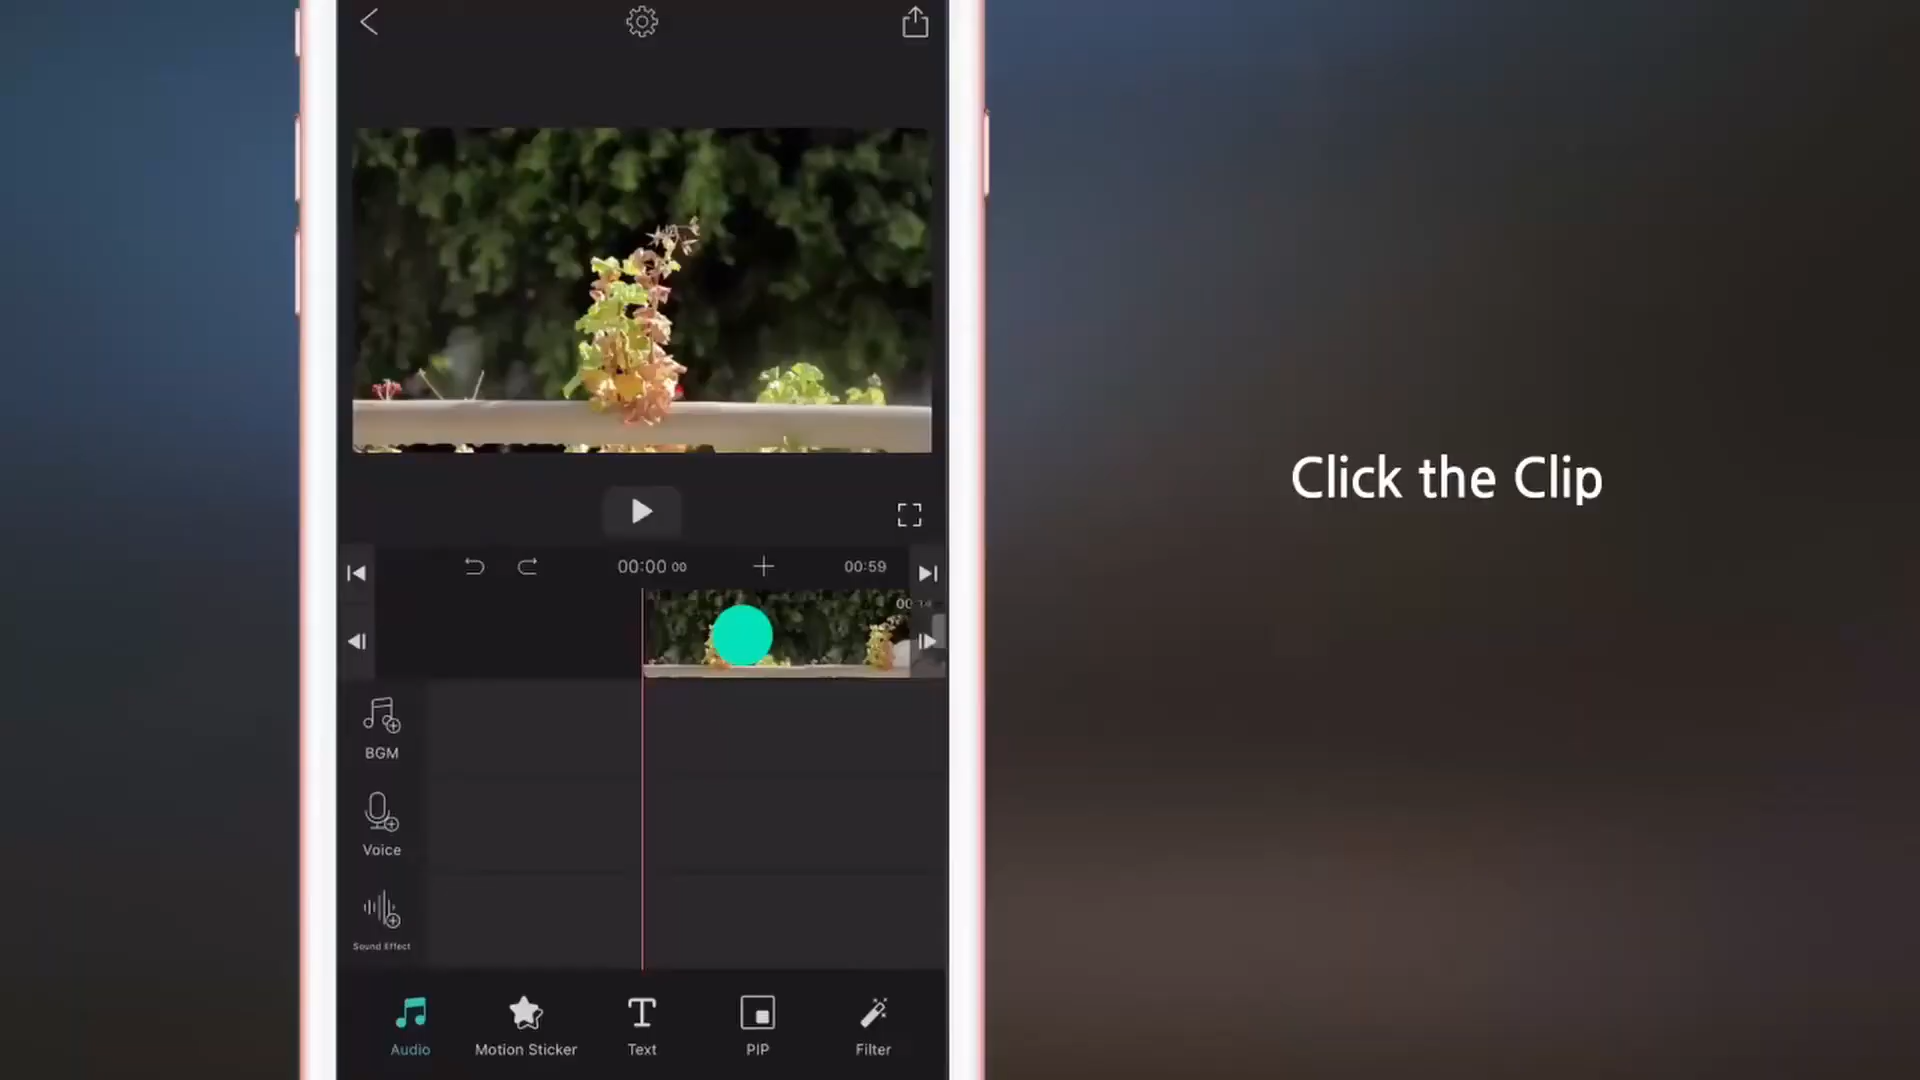 Click the Clip
00:00 00
00:59
BGM
Voice
Sound Effect
Audio
Motion Sticker
Text
PIP
Filter